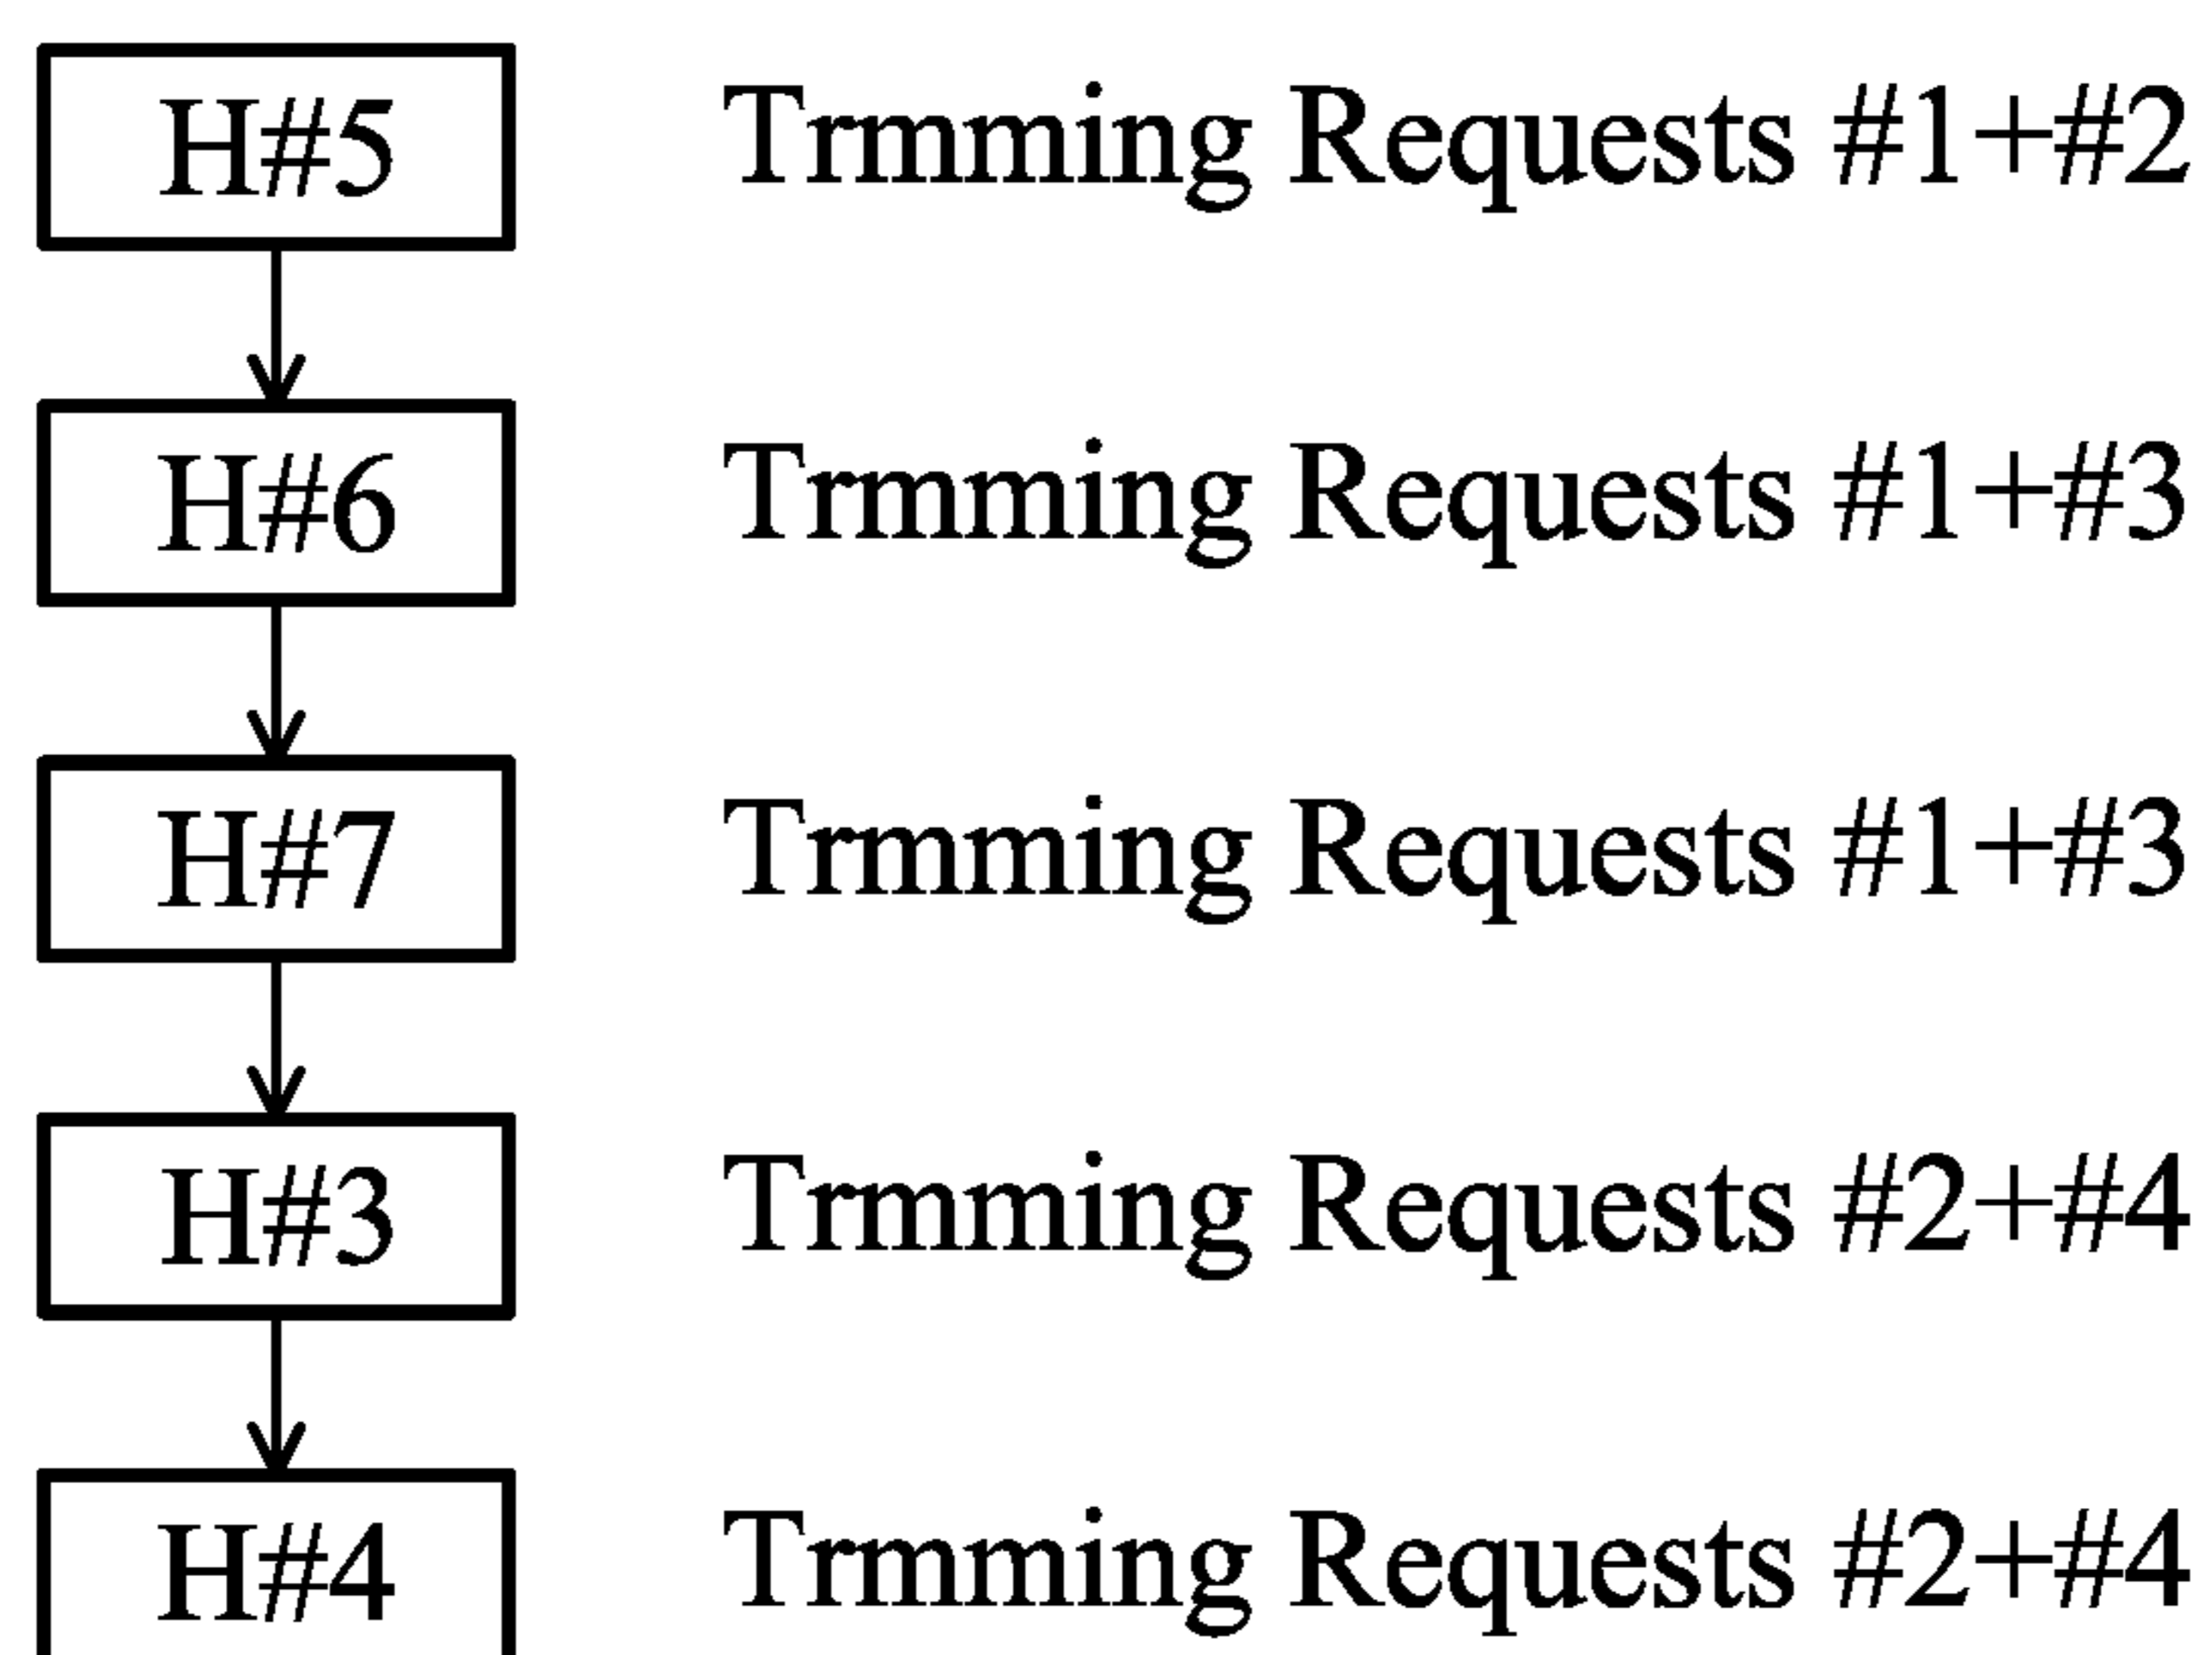 H#5 Trmming Requests #1+#2
H#6 Trmming Requests #1+#3
H#7 Trmming Requests #1+#3
H#3 Trmming Requests #2+#4
H#4 Trmming Requests #2+#4